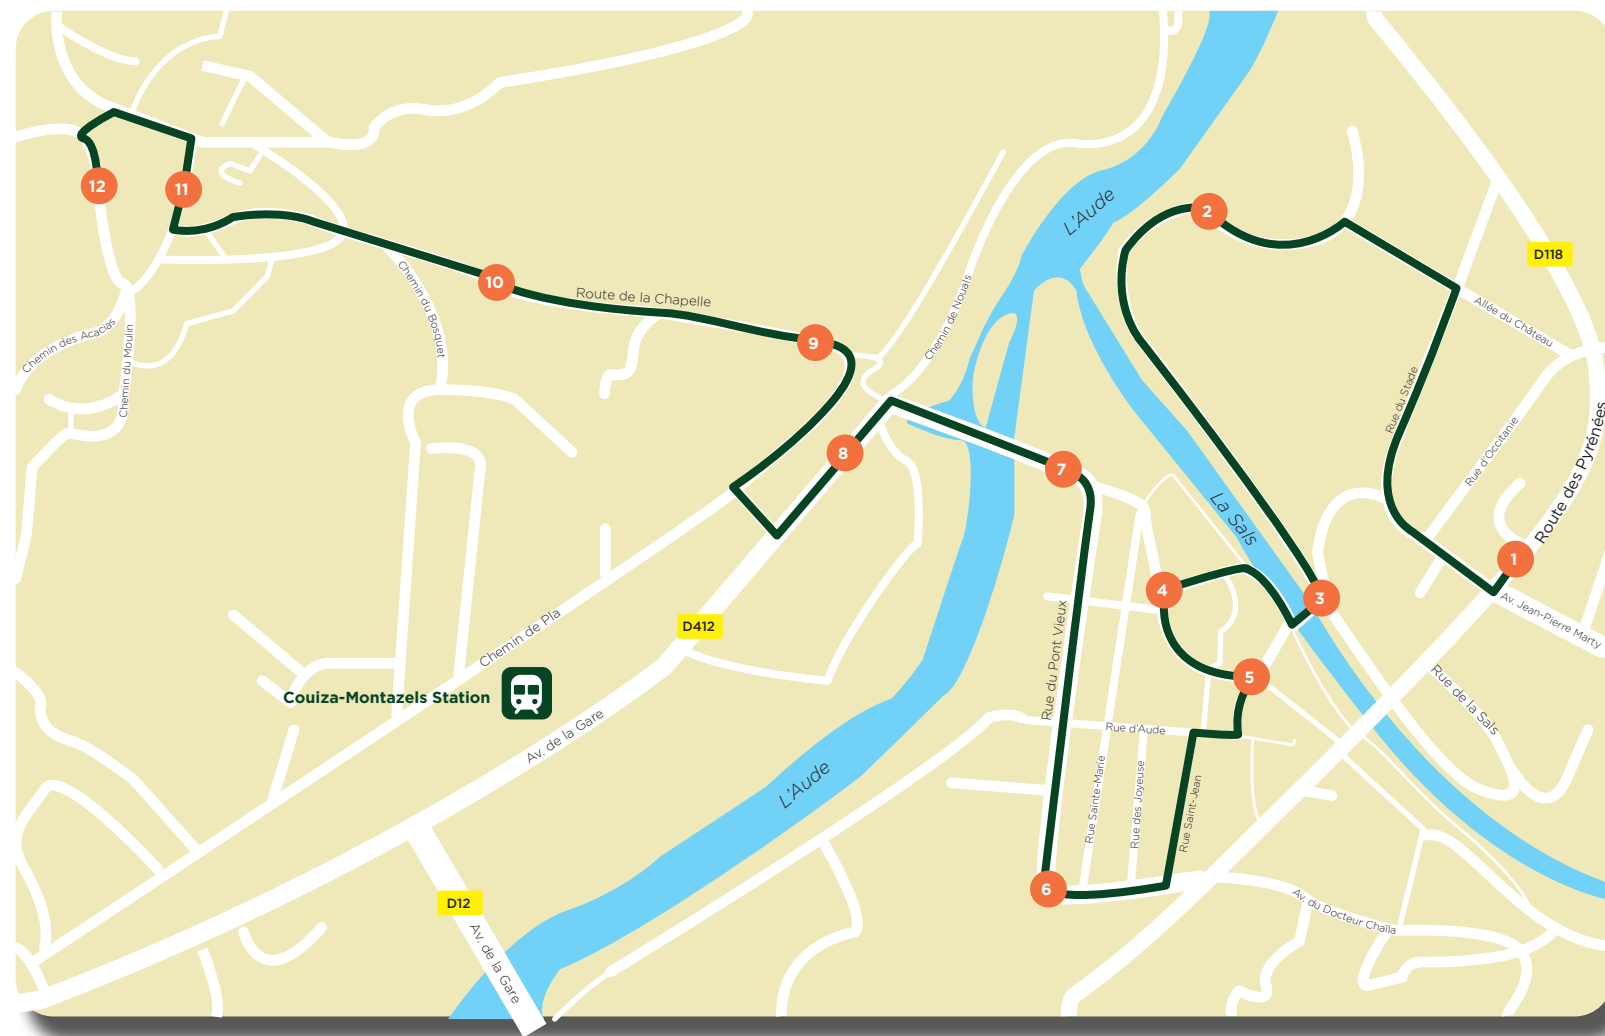 12
11
2
L'Aude
D118
10
Route de la Chapelle
Chemin du Bosquet
Chemin de Nouals
Allée du Château
9
Chemin des Acacias
Chemin du Moulin
Rue du Stade
Rue d'Occitanie
Route des Pyrénées
8
7
La Sals
1
4
3
Av. Jean-Pierre Marty
D412
Chemin de Pla
Rue du Pont Vieux
5
Couiza-Montazels Station
Av. de la Gare
Rue d'Aude
Rue de la Sals
L'Aude
Rue Sainte-Marie
Rue des Joyeuse
Rue Saint-Jean
6
D12
Av. du Docteur Chaïla
Av. de la Gare